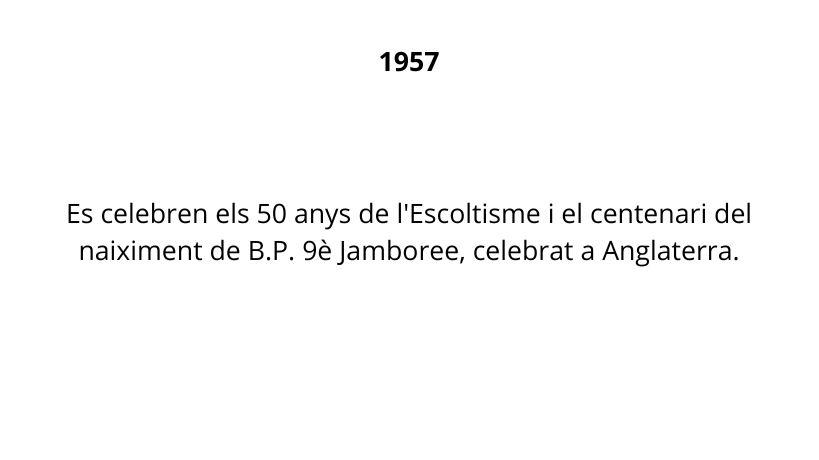 1957
Es celebren els 50 anys de l'Escoltisme i el centenari del
naiximent de B.P. 9è Jamboree, celebrat a Anglaterra.